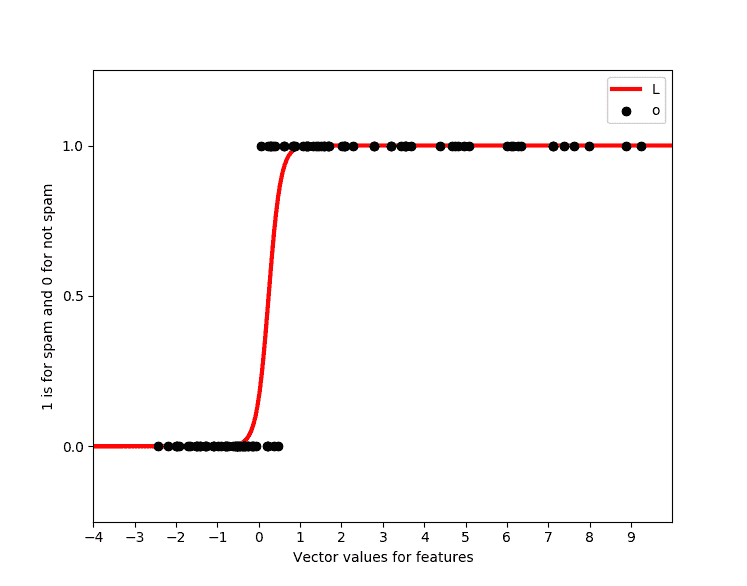 L
o
1.0
0.5
0.0
1 is for spam and 0 for not spam
−4 −3 −2 −1 0 1 2 3 4 5 6 7 8 9
Vector values for features